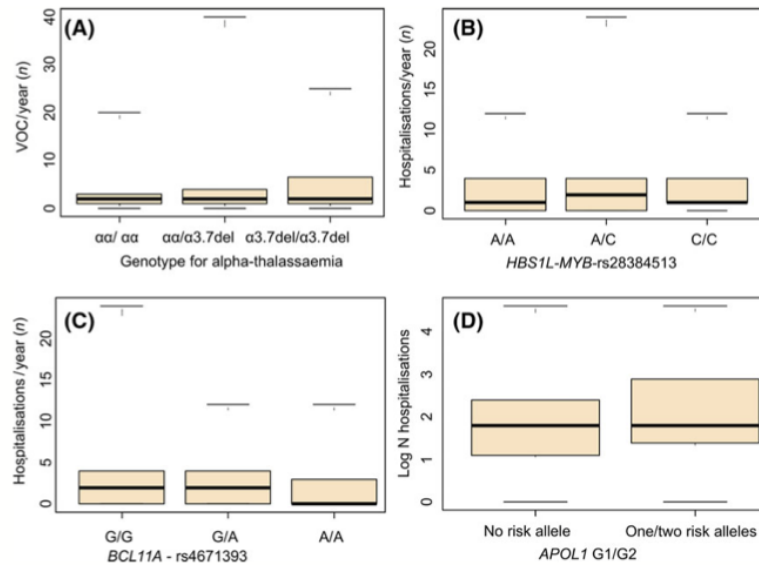 (A)
VOC/year (n)
40
30
20
10
0
αα/ αα
αα/α3.7del
α3.7del/α3.7del
Genotype for alpha-thalassaemia
(B)
Hospitalisations/year (n)
20
15
10
5
0
A/A
A/C
C/C
HBS1L-MYB-rs28384513
(C)
Hospitalisations/year (n)
20
15
10
5
0
G/G
G/A
A/A
BCL11A - rs4671393
(D)
Log N hospitalisations
4
3
2
1
0
No risk allele
One/two risk alleles
APOL1 G1/G2